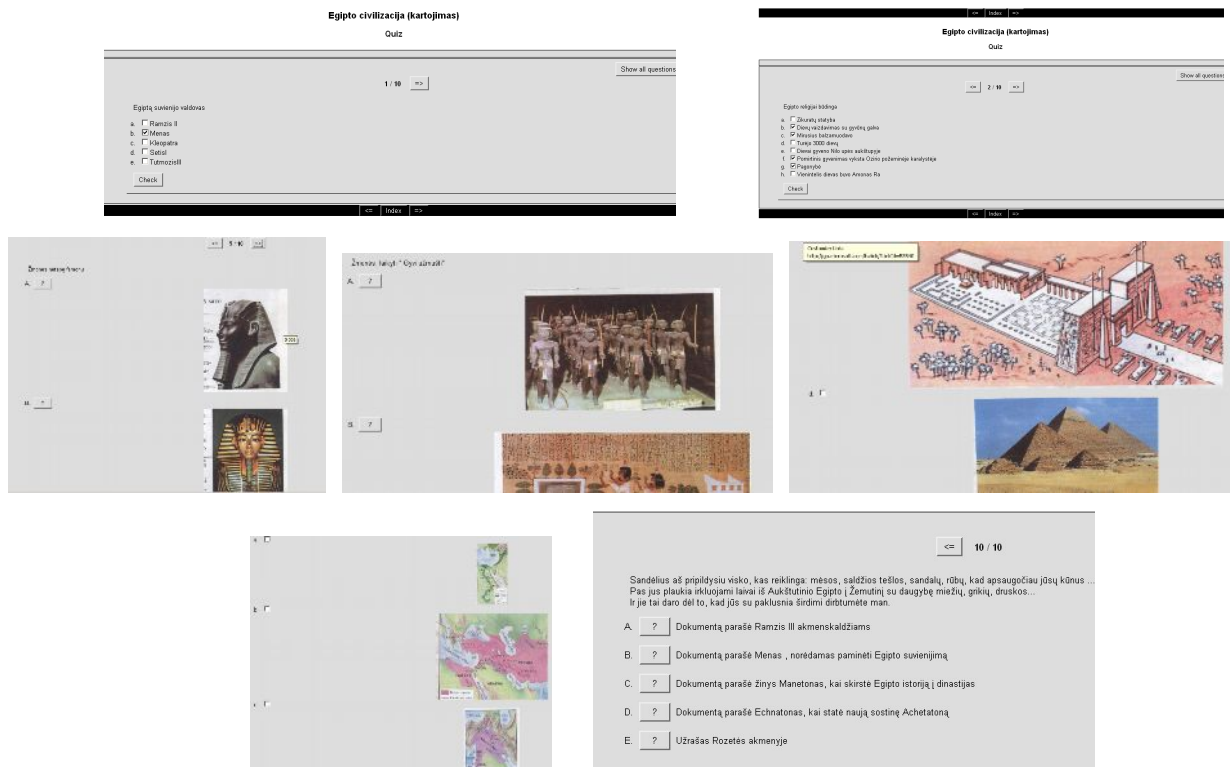 Egipto civilizacija (kartojimas)
Quiz
Show all questions
1 / 10 =>
Egiptą suvienijo valdovas
a. Ramzis II
b. Menas
c. Kleopatra
d. SetisI
e. TutmozisIII
Check
<= Index =>
<= Index =>
Egipto civilizacija (kartojimas)
Quiz
Show all questions
<= 2 / 10 =>
Egipto religijai būdinga
a. Zikuratų statyba
b. Dievų vaizdavimas su gyvūnų galva
c. Mirusius balzamuodavo
d. Turėjo 3000 dievų
e. Dievai gyveno Nilo upės aukštupyje
f. Pomirtinis gyvenimas vyksta Ozirio požeminėje karalystėje
g. Pagonybė
h. Vienintelis dievas buvo Amonas Ra
Check
<= Index =>
A. ?
B. ?
A. ?
B. ?
d.
<= 10 / 10
Sandėlius aš pripildysiu visko, kas reiklinga: mėsos, saldžios tešlos, sandalų, rūbų, kad apsaugočiau jūsų kūnus ...
Pas jus plaukia irkluojami laivai iš Aukštutinio Egipto į Žemutinį su daugybę miežių, grikių, druskos...
Ir jie tai daro dėl to, kad jūs su paklusnia širdimi dirbtumėte man.
A. ? Dokumentą parašė Ramzis III akmenskaldžiams
B. ? Dokumentą parašė Menas , norėdamas paminėti Egipto suvienijimą
C. ? Dokumentą parašė žinys Manetonas, kai skirstė Egipto istoriją į dinastijas
D. ? Dokumentą parašė Echnatonas, kai statė naują sostinę Achetatoną
E. ? Užrašas Rozetės akmenyje